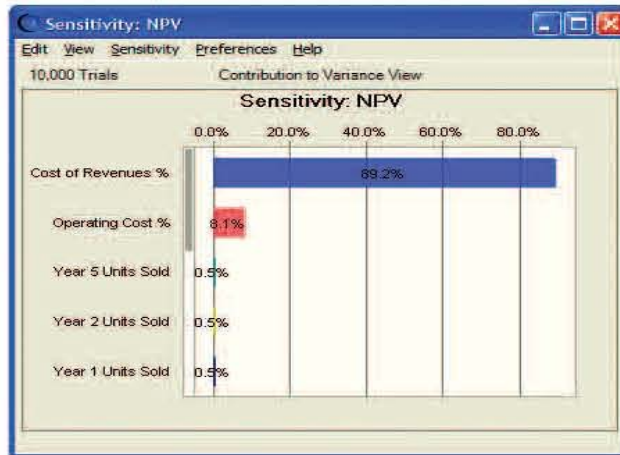 Sensitivity: NPV
Edit View Sensitivity Preferences Help
10,000 Trials Contribution to Variance View
Sensitivity: NPV
0.0% 20.0% 40.0% 60.0% 80.0%
Cost of Revenues % 89.2%
Operating Cost % 8.1%
Year 5 Units Sold 0.5%
Year 2 Units Sold 0.5%
Year 1 Units Sold 0.5%